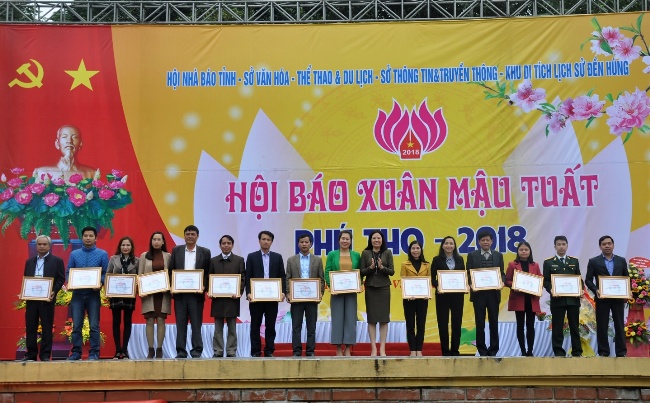 HỘI NHÀ BÁO TỈNH - SỞ VĂN HÓA - THỂ THAO & DU LỊCH - SỞ THÔNG TIN&TRUYỀN THÔNG - KHU DI TÍCH LỊCH SỬ ĐỀN HÙNG
2018
HỘI BÁO XUÂN MẬU TUẤT
PHÚ THỌ - 2018